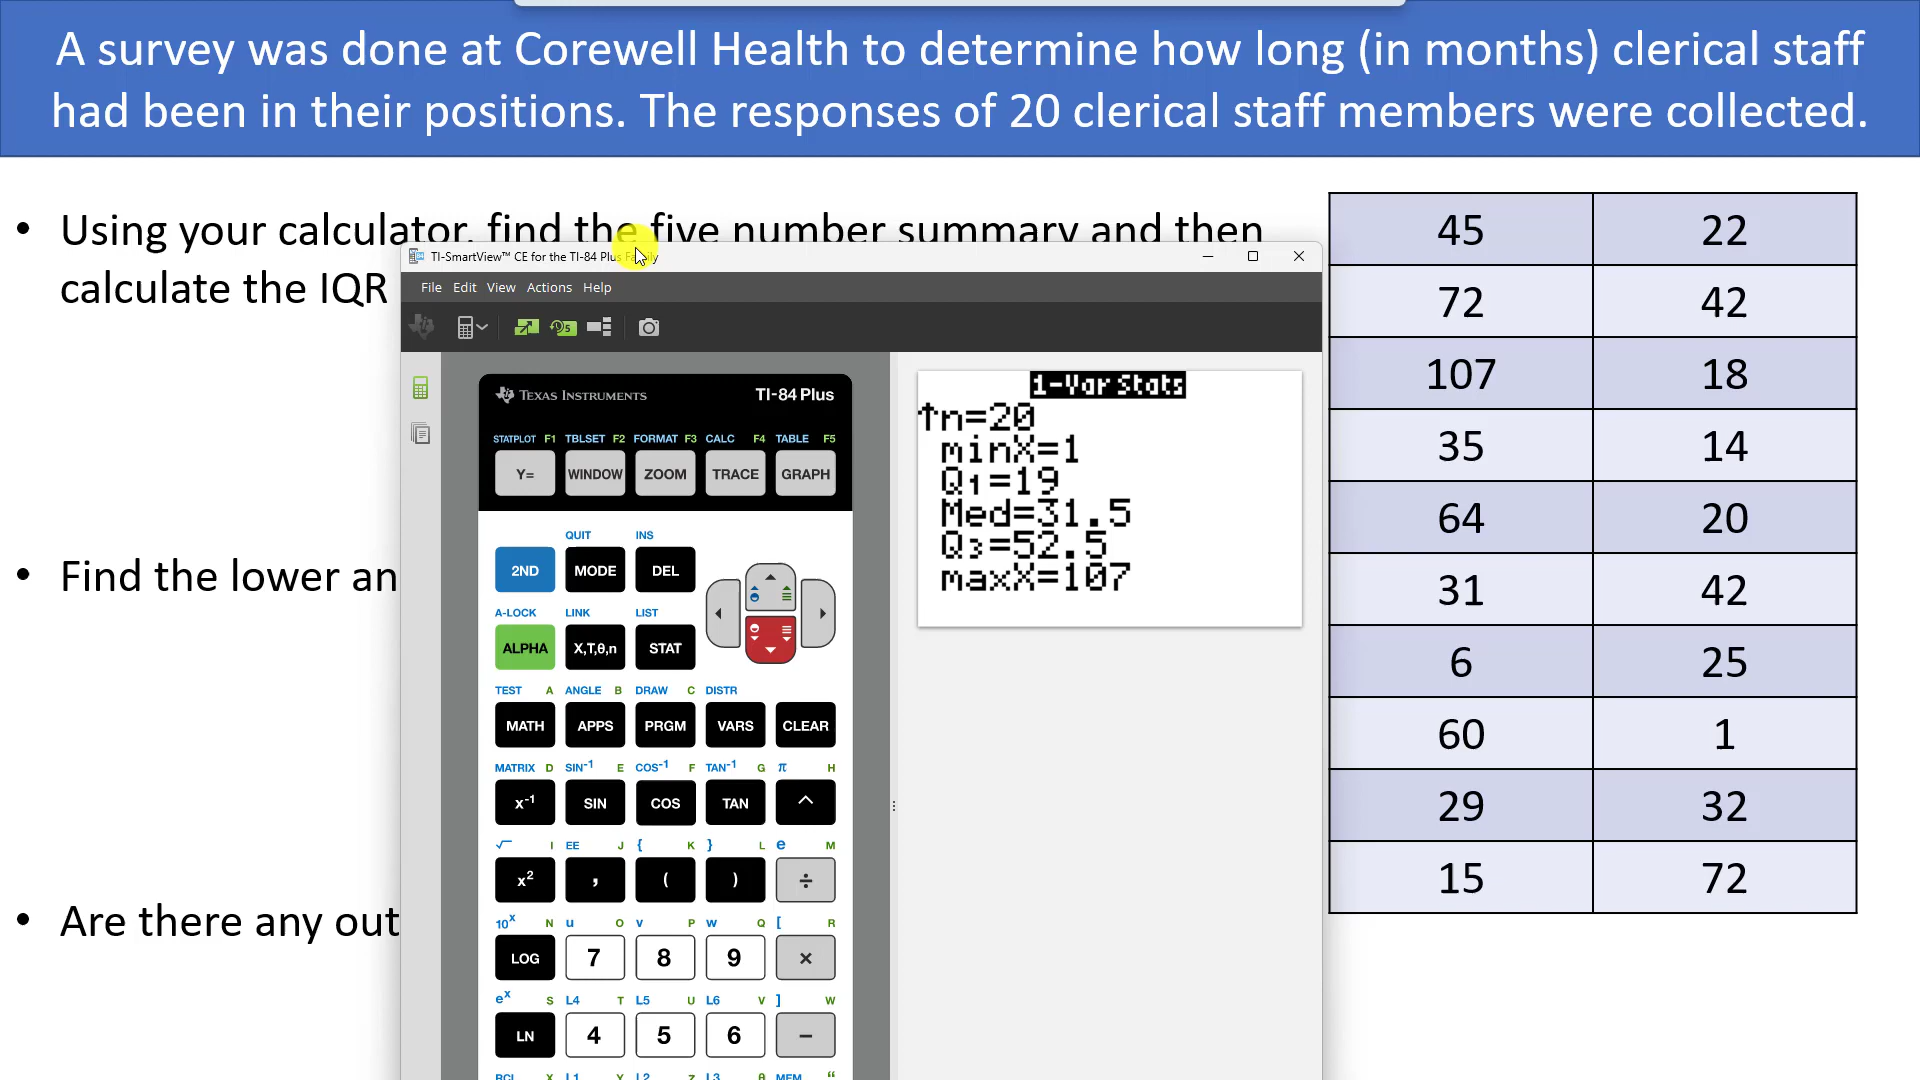 A survey was done at Corewell Health to determine how long (in months) clerical staff
had been in their positions. The responses of 20 clerical staff members were collected.
• Using your calculator, find the five number summary and then
calculate the IQR
• Find the lower an
• Are there any out
TI-SmartView™ CE for the TI-84 Plus Family
File Edit View Actions Help
TEXAS INSTRUMENTS TI-84 Plus
STATPLOT F1 TBLSET F2 FORMAT F3 CALC F4 TABLE F5
Y= WINDOW ZOOM TRACE GRAPH
QUIT INS
2ND MODE DEL
A-LOCK LINK LIST
ALPHA X,T,θ,n STAT
TEST A ANGLE B DRAW C DISTR
MATH APPS PRGM VARS CLEAR
MATRIX D SIN⁻¹ E COS⁻¹ F TAN⁻¹ G π H
x⁻¹ SIN COS TAN ^
√ I EE J { K } L e M
x² , ( ) ÷
10ˣ N u O v P w Q [ R
LOG 7 8 9 ×
eˣ S L4 T L5 U L6 V ] W
LN 4 5 6 −
RCL X L1 Y L2 Z L3 θ MEM “
1-Var Stats
↑n=20
minX=1
Q₁=19
Med=31.5
Q₃=52.5
maxX=107
45 22
72 42
107 18
35 14
64 20
31 42
6 25
60 1
29 32
15 72